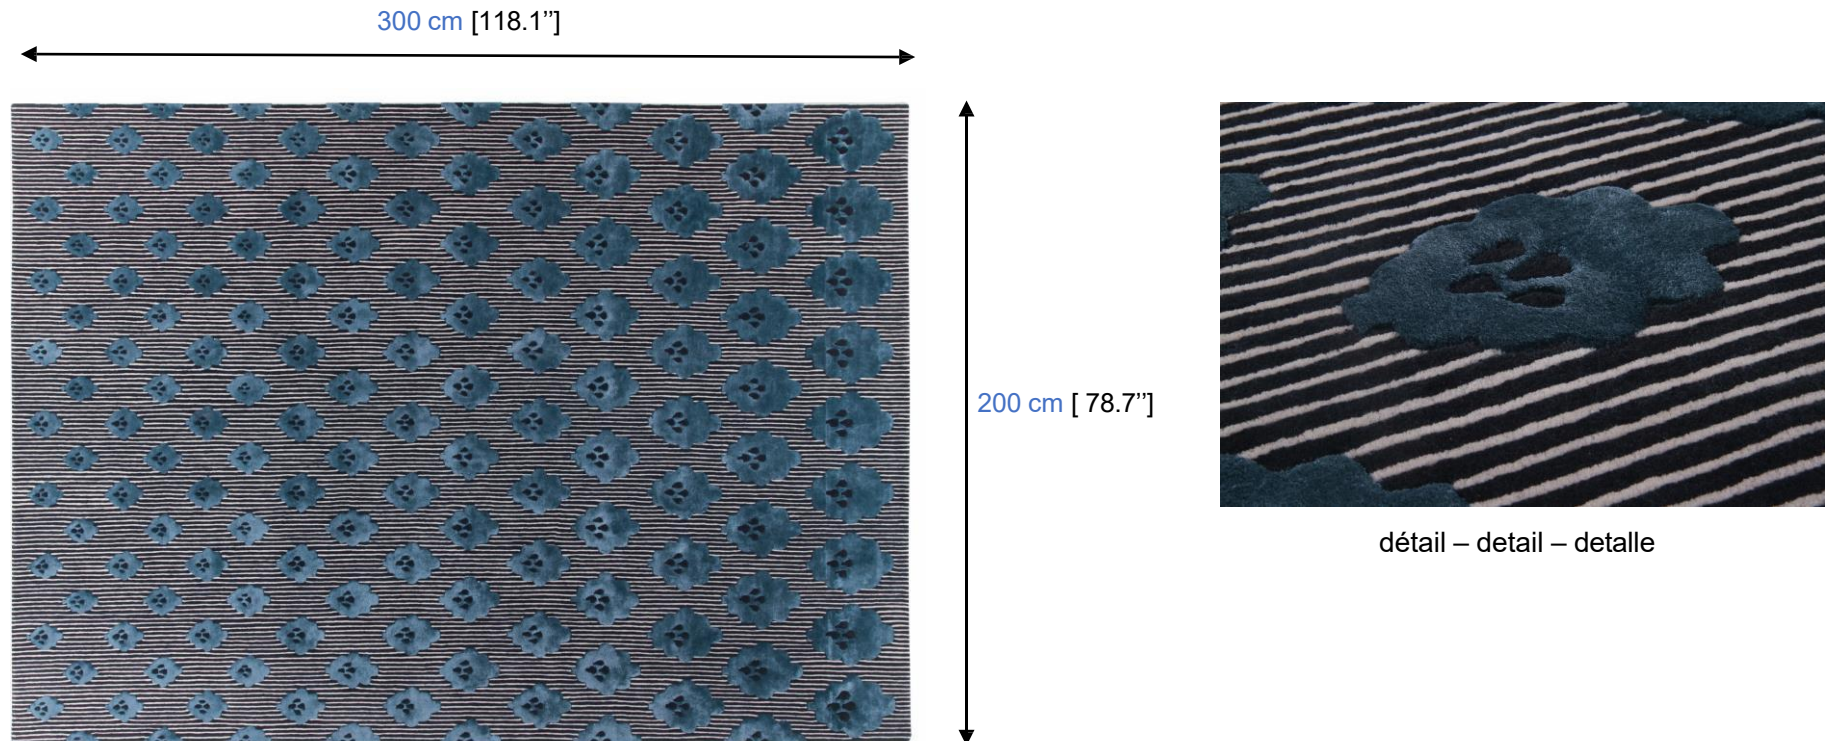 300 cm [118.1’’]
200 cm [ 78.7’’]
détail – detail – detalle